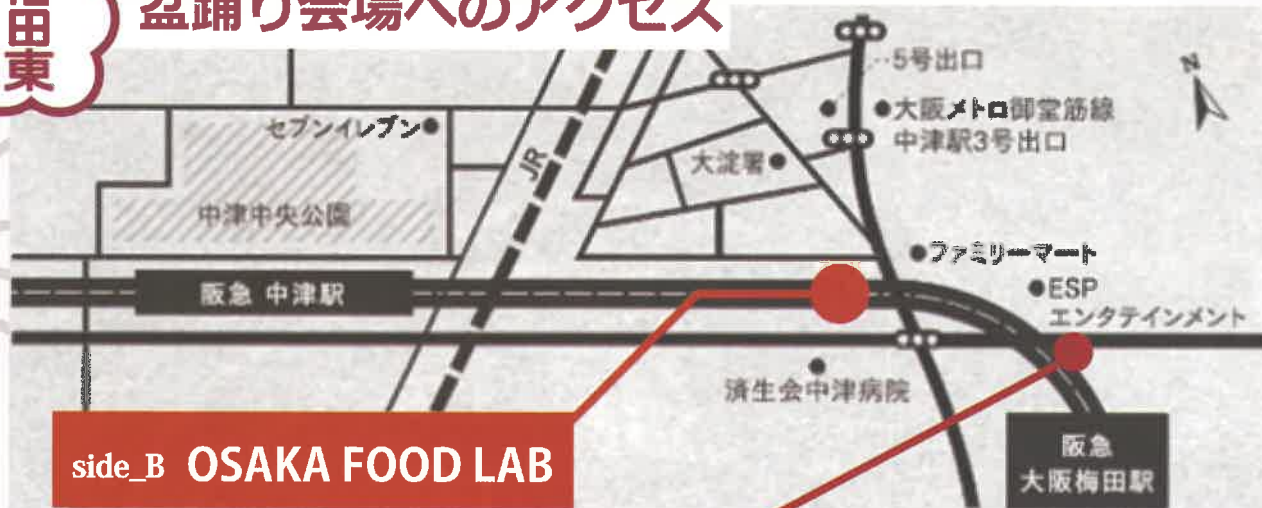 田東
盆踊り会場へのアクセス
N
‥5号出口
セブンイレブン
JR
大阪メトロ御堂筋線
中津駅3号出口
大淀署
中津中央公園
ファミリーマート
阪急 中津駅
ESP
エンタテインメント
済生会中津病院
side_B OSAKA FOOD LAB
阪急
大阪梅田駅